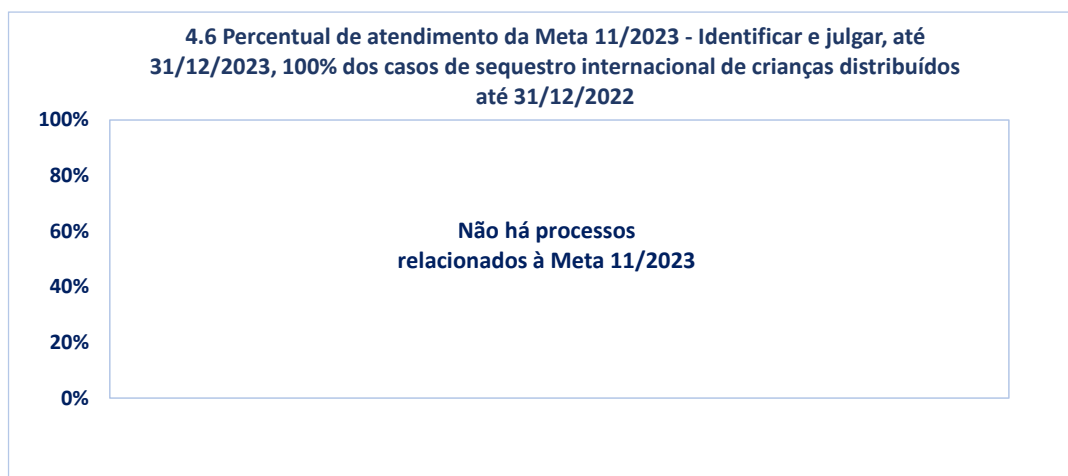 4.6 Percentual de atendimento da Meta 11/2023 - Identificar e julgar, até
31/12/2023, 100% dos casos de sequestro internacional de crianças distribuídos
até 31/12/2022
100%
80%
60%
40%
20%
0%
Não há processos
relacionados à Meta 11/2023